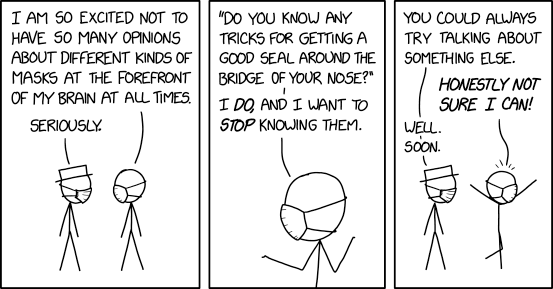 I AM SO EXCITED NOT TO
HAVE SO MANY OPINIONS
ABOUT DIFFERENT KINDS OF
MASKS AT THE FOREFRONT
OF MY BRAIN AT ALL TIMES.
SERIOUSLY.
"DO YOU KNOW ANY
TRICKS FOR GETTING A
GOOD SEAL AROUND THE
BRIDGE OF YOUR NOSE?"
I DO, AND I WANT TO
STOP KNOWING THEM.
YOU COULD ALWAYS
TRY TALKING ABOUT
SOMETHING ELSE.
HONESTLY NOT
SURE I CAN!
WELL.
SOON.